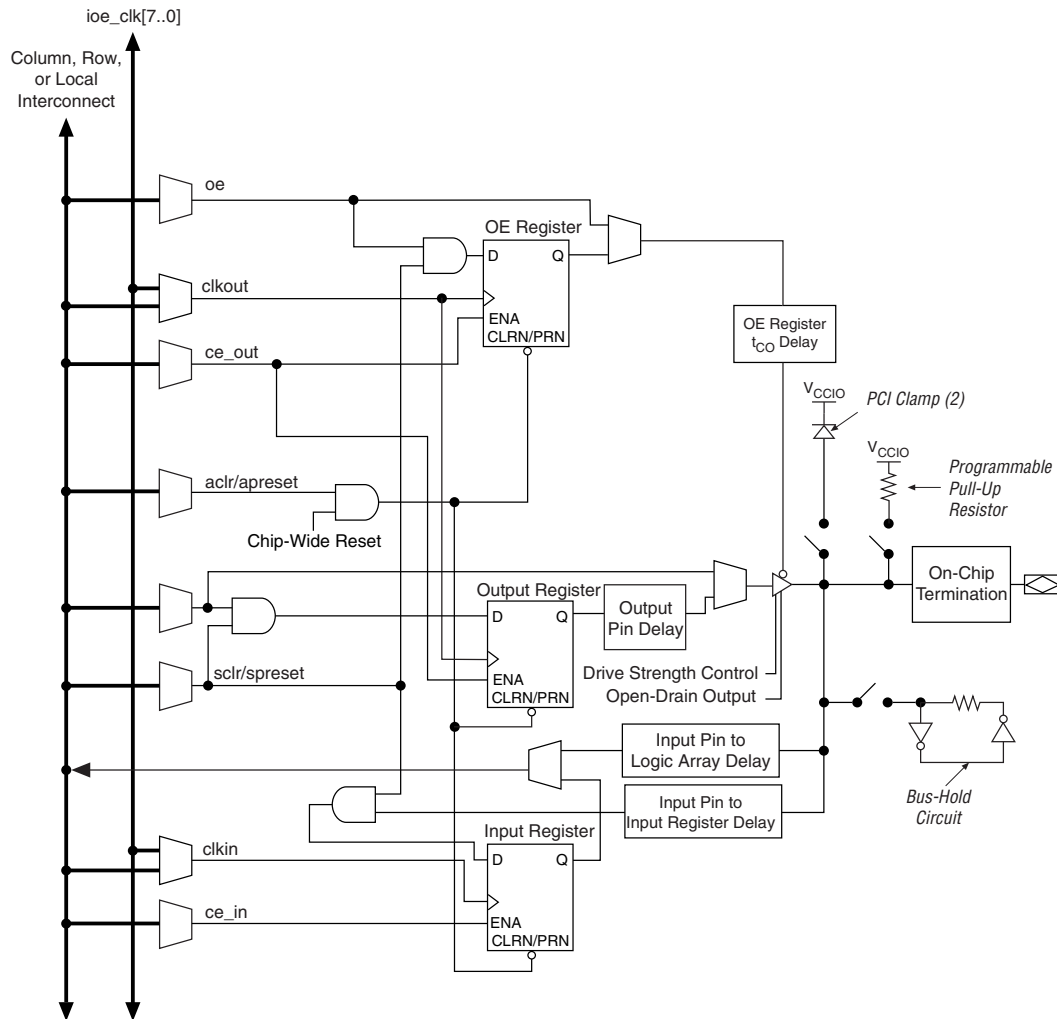 ioe_clk[7..0]
Column, Row,
or Local
Interconnect
oe
OE Register
D
Q
clkout
ENA
CLRN/PRN
OE Register
tCO Delay
ce_out
VCCIO
PCI Clamp (2)
VCCIO
Programmable
Pull-Up
Resistor
aclr/apreset
Chip-Wide Reset
Output Register
D
Q
Output
Pin Delay
On-Chip
Termination
sclr/spreset
ENA
CLRN/PRN
Drive Strength Control
Open-Drain Output
Input Pin to
Logic Array Delay
Input Pin to
Input Register Delay
Bus-Hold
Circuit
Input Register
D
Q
clkin
ce_in
ENA
CLRN/PRN